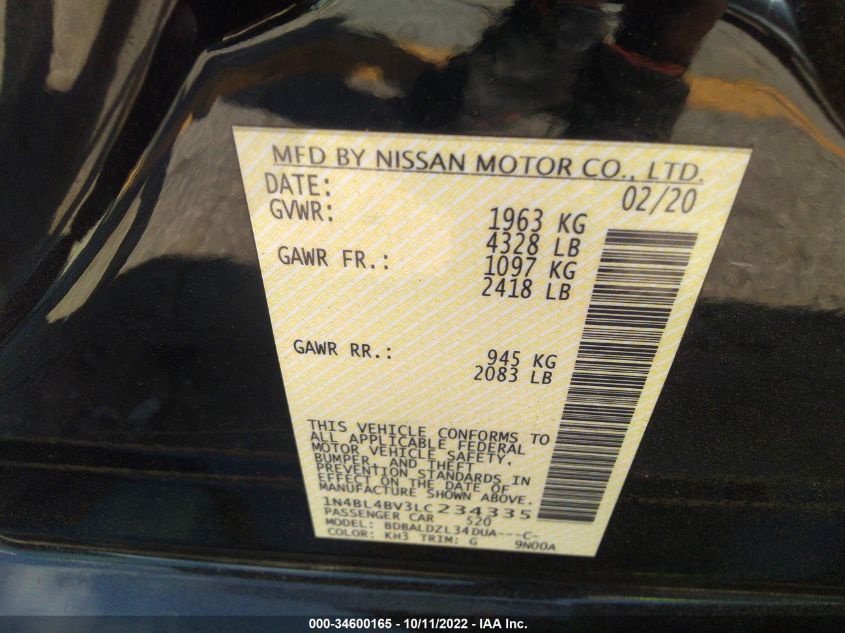 MFD BY NISSAN MOTOR CO., LTD.
DATE: 02/20
GVWR: 1963 KG
4328 LB
GAWR FR.: 1097 KG
2418 LB
GAWR RR.: 945 KG
2083 LB
THIS VEHICLE CONFORMS TO
ALL APPLICABLE FEDERAL
MOTOR VEHICLE SAFETY,
BUMPER, AND THEFT
PREVENTION STANDARDS IN
EFFECT ON THE DATE OF
MANUFACTURE SHOWN ABOVE.
1N4BL4BV3LC234335
PASSENGER CAR 520
MODEL: BDBALDZL34DUA---C-
COLOR: KH3 TRIM: G 9N00A
000-34600165 - 10/11/2022 - IAA Inc.